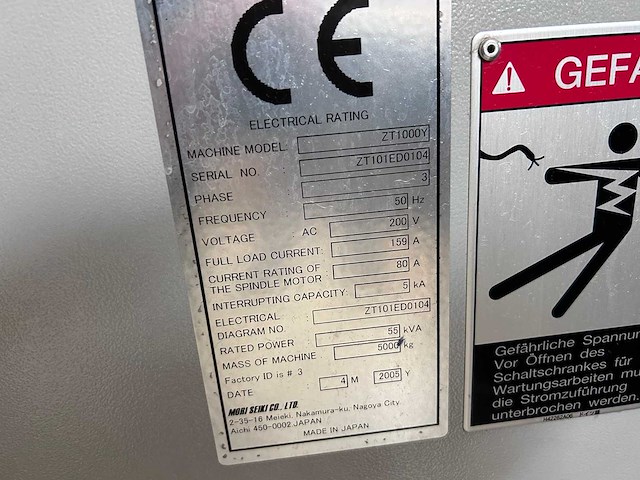 CE
ELECTRICAL RATING
MACHINE MODEL: ZT1000Y
SERIAL NO. : ZT101ED0104
PHASE : 3
FREQUENCY : 50 Hz
VOLTAGE AC 200 V
FULL LOAD CURRENT: 159 A
CURRENT RATING OF
THE SPINDLE MOTOR : 80 A
INTERRUPTING CAPACITY: 5 kA
ELECTRICAL
DIAGRAM NO. : ZT101ED0104
RATED POWER : 55 kVA
MASS OF MACHINE : 5000 kg
Factory ID is # 3
DATE 4 M 2005 Y
MORI SEIKI CO., LTD.
2-35-16 Meieki, Nakamura-ku, Nagoya City
Aichi 450-0002.JAPAN
MADE IN JAPAN
GEFA
Gefährliche Spannun
Vor Öffnen des
Schaltschrankes für
Wartungsarbeiten mu
die Stromzuführung
unterbrochen werden.